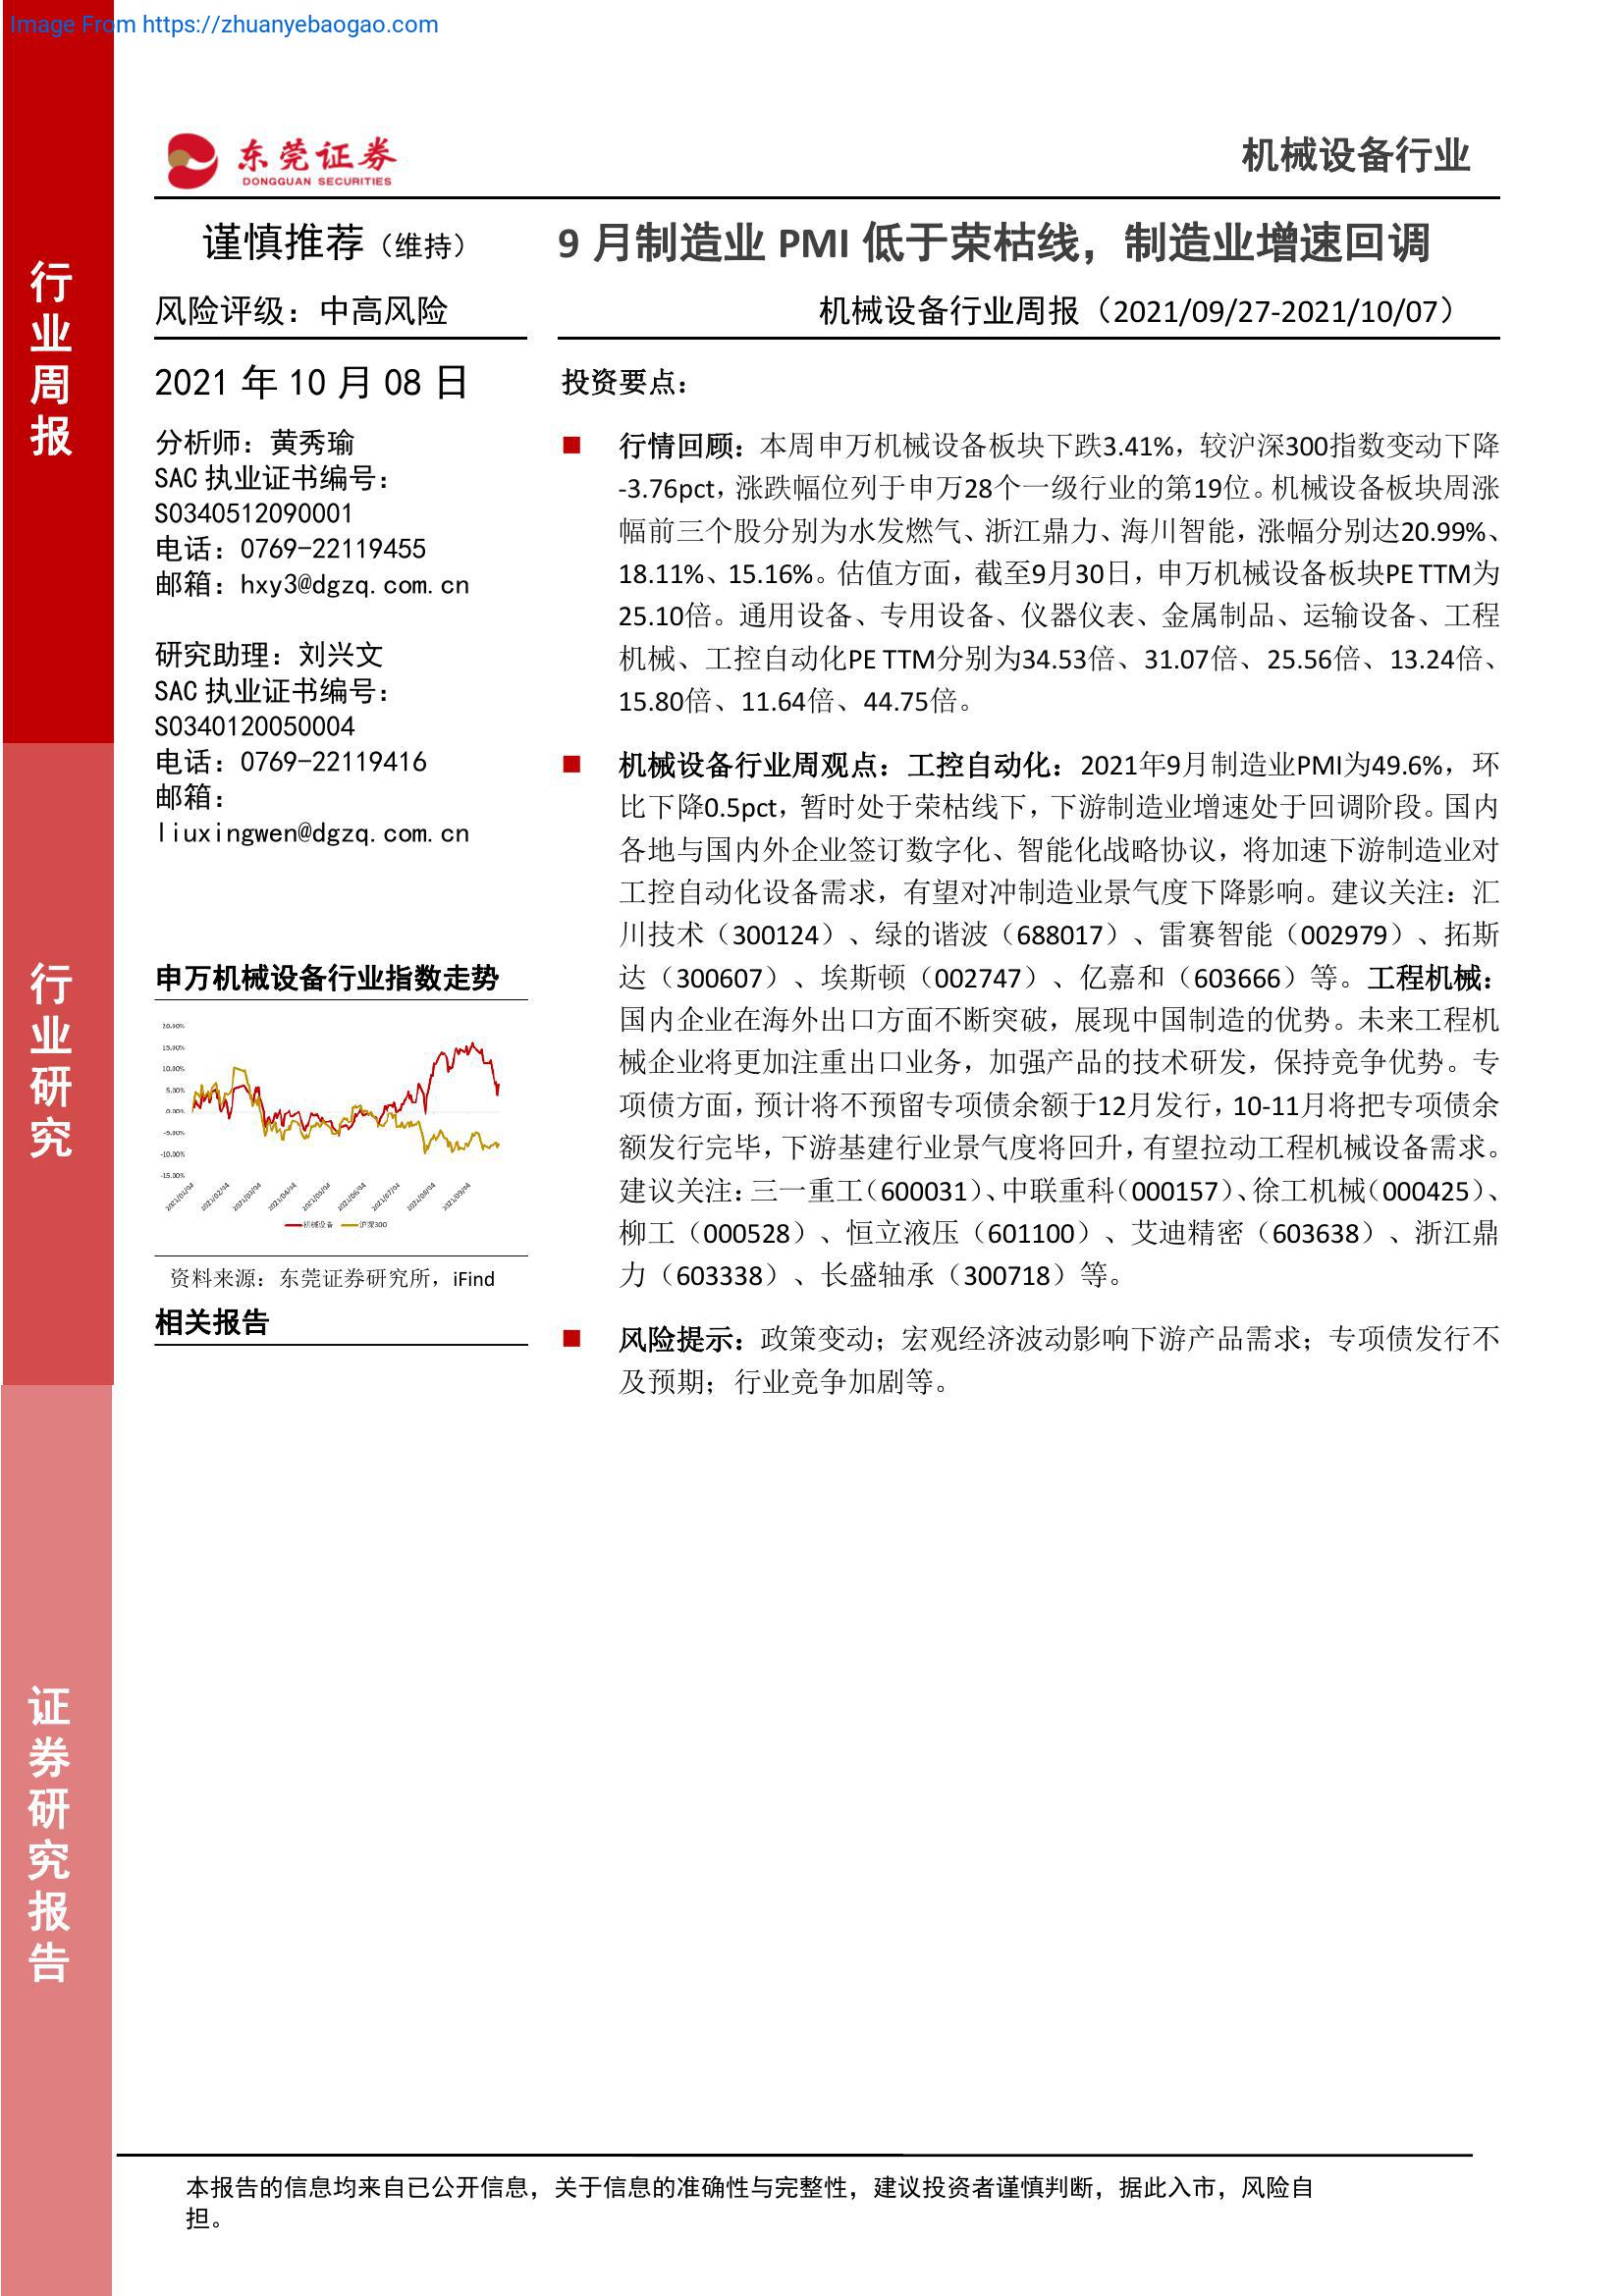 Image From https://zhuanyebaogao.com
行业周报
行业研究
证券研究报告
东莞证券
DONGGUAN SECURITIES
机械设备行业
谨慎推荐（维持）
9 月制造业 PMI 低于荣枯线，制造业增速回调
风险评级：中高风险
机械设备行业周报（2021/09/27-2021/10/07）
2021 年 10 月 08 日
分析师：黄秀瑜
SAC 执业证书编号：
S0340512090001
电话：0769-22119455
邮箱：hxy3@dgzq.com.cn
研究助理：刘兴文
SAC 执业证书编号：
S0340120050004
电话：0769-22119416
邮箱：
liuxingwen@dgzq.com.cn
申万机械设备行业指数走势
20.00%
15.00%
10.00%
5.00%
0.00%
-5.00%
-10.00%
-15.00%
2021/01/04
2021/02/04
2021/03/04
2021/04/04
2021/05/04
2021/06/04
2021/07/04
2021/08/04
2021/09/04
机械设备 沪深300
资料来源：东莞证券研究所，iFind
相关报告
投资要点：
■ 行情回顾：本周申万机械设备板块下跌3.41%，较沪深300指数变动下降
-3.76pct，涨跌幅位列于申万28个一级行业的第19位。机械设备板块周涨
幅前三个股分别为水发燃气、浙江鼎力、海川智能，涨幅分别达20.99%、
18.11%、15.16%。估值方面，截至9月30日，申万机械设备板块PE TTM为
25.10倍。通用设备、专用设备、仪器仪表、金属制品、运输设备、工程
机械、工控自动化PE TTM分别为34.53倍、31.07倍、25.56倍、13.24倍、
15.80倍、11.64倍、44.75倍。
■ 机械设备行业周观点：工控自动化：2021年9月制造业PMI为49.6%，环
比下降0.5pct，暂时处于荣枯线下，下游制造业增速处于回调阶段。国内
各地与国内外企业签订数字化、智能化战略协议，将加速下游制造业对
工控自动化设备需求，有望对冲制造业景气度下降影响。建议关注：汇
川技术（300124）、绿的谐波（688017）、雷赛智能（002979）、拓斯
达（300607）、埃斯顿（002747）、亿嘉和（603666）等。工程机械：
国内企业在海外出口方面不断突破，展现中国制造的优势。未来工程机
械企业将更加注重出口业务，加强产品的技术研发，保持竞争优势。专
项债方面，预计将不预留专项债余额于12月发行，10-11月将把专项债余
额发行完毕，下游基建行业景气度将回升，有望拉动工程机械设备需求。
建议关注：三一重工（600031）、中联重科（000157）、徐工机械（000425）、
柳工（000528）、恒立液压（601100）、艾迪精密（603638）、浙江鼎
力（603338）、长盛轴承（300718）等。
■ 风险提示：政策变动；宏观经济波动影响下游产品需求；专项债发行不
及预期；行业竞争加剧等。
本报告的信息均来自已公开信息，关于信息的准确性与完整性，建议投资者谨慎判断，据此入市，风险自
担。